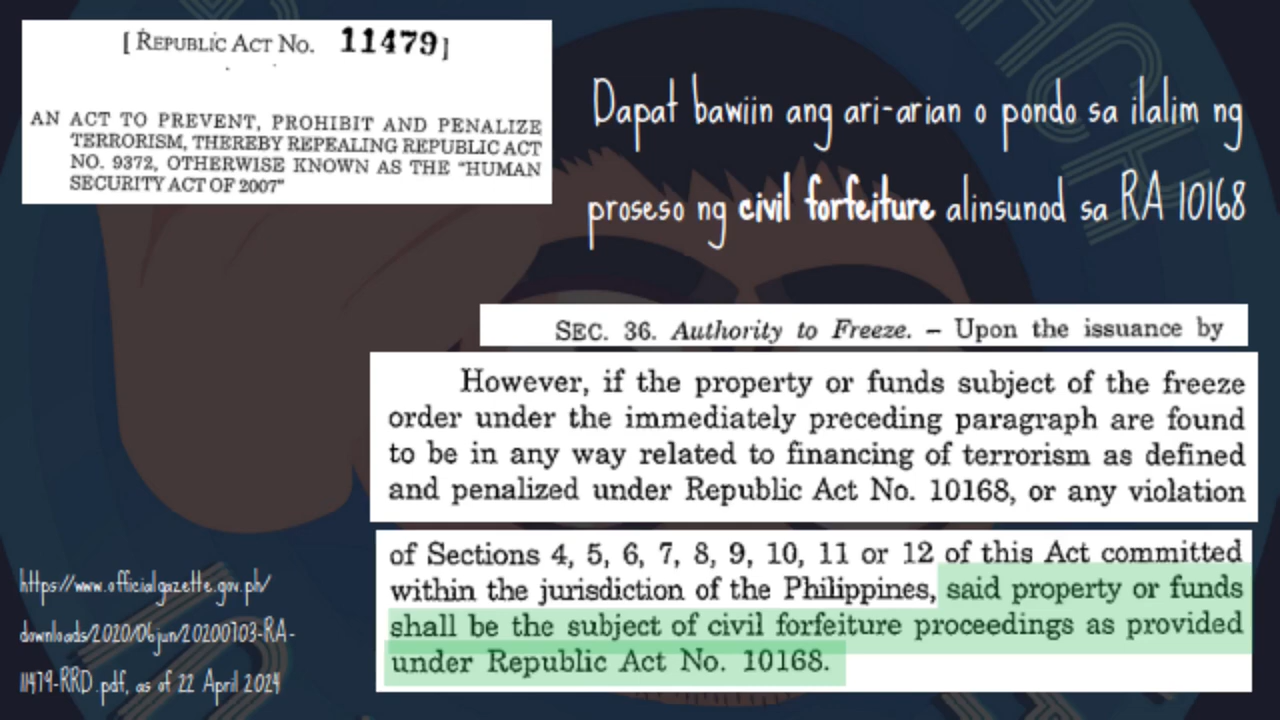 [ REPUBLIC ACT NO. 11479]
AN ACT TO PREVENT, PROHIBIT AND PENALIZE
TERRORISM, THEREBY REPEALING REPUBLIC ACT
NO. 9372, OTHERWISE KNOWN AS THE "HUMAN
SECURITY ACT OF 2007"
Dapat bawiin ang ari-arian o pondo sa ilalim ng
proseso ng civil forfeiture alinsunod sa RA 10168
SEC. 36. Authority to Freeze. – Upon the issuance by
However, if the property or funds subject of the freeze
order under the immediately preceding paragraph are found
to be in any way related to financing of terrorism as defined
and penalized under Republic Act No. 10168, or any violation
of Sections 4, 5, 6, 7, 8, 9, 10, 11 or 12 of this Act committed
within the jurisdiction of the Philippines, said property or funds
shall be the subject of civil forfeiture proceedings as provided
under Republic Act No. 10168.
https://www.officialgazette.gov.ph/
downloads/2020/06jun/20200703-RA-
11479-RRD.pdf, as of 22 April 2024